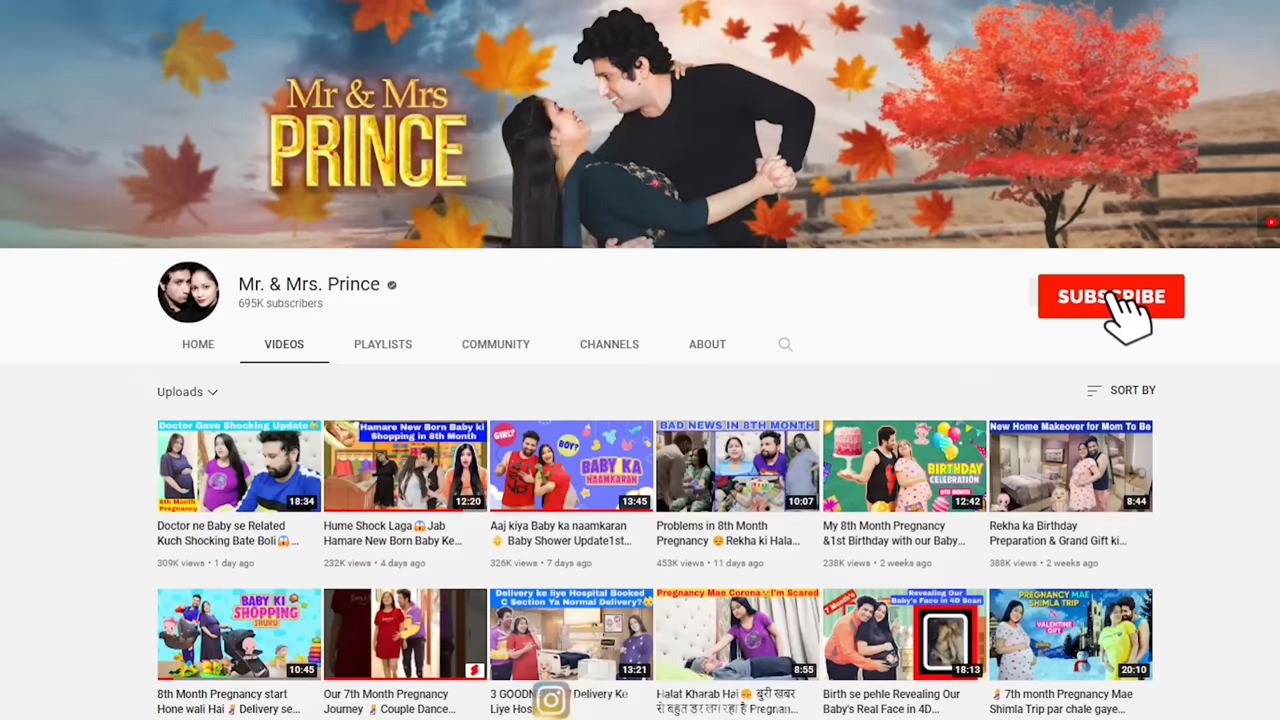 Mr & Mrs
PRINCE
Mr. & Mrs. Prince
695K subscribers
SUBSCRIBE
HOME VIDEOS PLAYLISTS COMMUNITY CHANNELS ABOUT
Uploads
SORT BY
Doctor Gave Shocking Update
8th Month
Pregnancy
18:34
Hamare New Born Baby ki
Shopping in 8th Month
12:20
GIRL?
BOY?
BABY KA
NAAMKARAN
13:45
BAD NEWS IN 8TH MONTH
10:07
BIRTHDAY
CELEBRATION
8TH MONTH
12:42
New Home Makeover for Mom To Be
8:44
Doctor ne Baby se Related
Kuch Shocking Bate Boli😱...
309K views • 1 day ago
Hume Shock Laga😱Jab
Hamare New Born Baby Ke...
232K views • 4 days ago
Aaj kiya Baby ka naamkaran
👶 Baby Shower Update1st...
326K views • 7 days ago
Problems in 8th Month
Pregnancy 😔Rekha ki Hala...
453K views • 11 days ago
My 8th Month Pregnancy
&1st Birthday with our Baby...
238K views • 2 weeks ago
Rekha ka Birthday
Preparation & Grand Gift ki...
388K views • 2 weeks ago
BABY KI
SHOPPING
SHURU
10:45
Delivery ke liye Hospital Booked
C Section Ya Normal Delivery?
13:21
Pregnancy Mae Corona I'm Scared
8:55
7 Month's
Revealing Our
Baby's Face in 4D Scan
18:13
PREGNANCY MAE
SHIMLA TRIP
VALENTINE
GIFT
20:10
8th Month Pregnancy start
Hone wali Hai 🤰 Delivery se...
Our 7th Month Pregnancy
Journey 🤰 Couple Dance...
3 Delivery Ke
Liye
Halat Kharab Hai😔 बुरी खबर
से बहुत डर लग रहा है Pregnan...
Birth se pehle Revealing Our
Baby's Real Face in 4D...
🤰 7th month Pregnancy Mae
Shimla Trip par chale gaye...